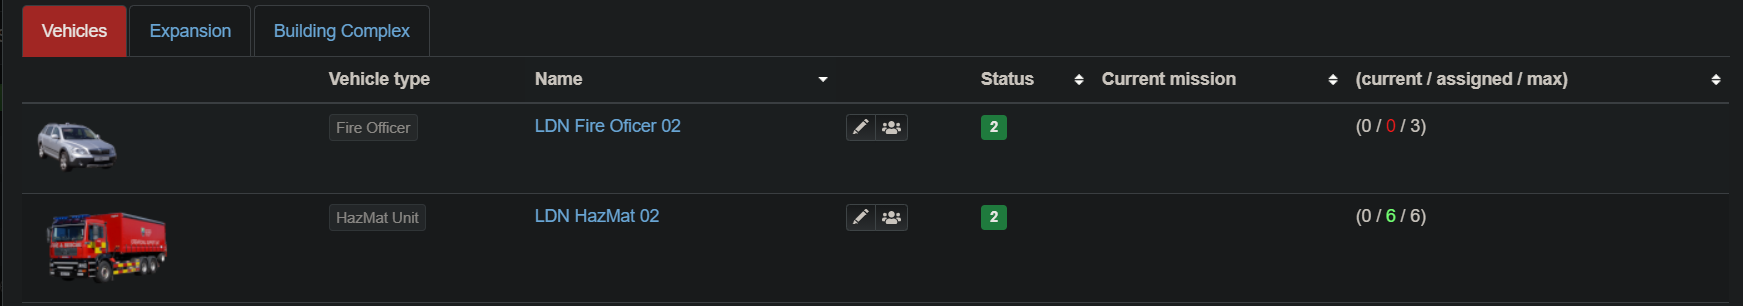 Vehicles Expansion Building Complex
Vehicle type Name Status Current mission (current / assigned / max)
Fire Officer LDN Fire Oficer 02 2 (0 / 0 / 3)
HazMat Unit LDN HazMat 02 2 (0 / 6 / 6)